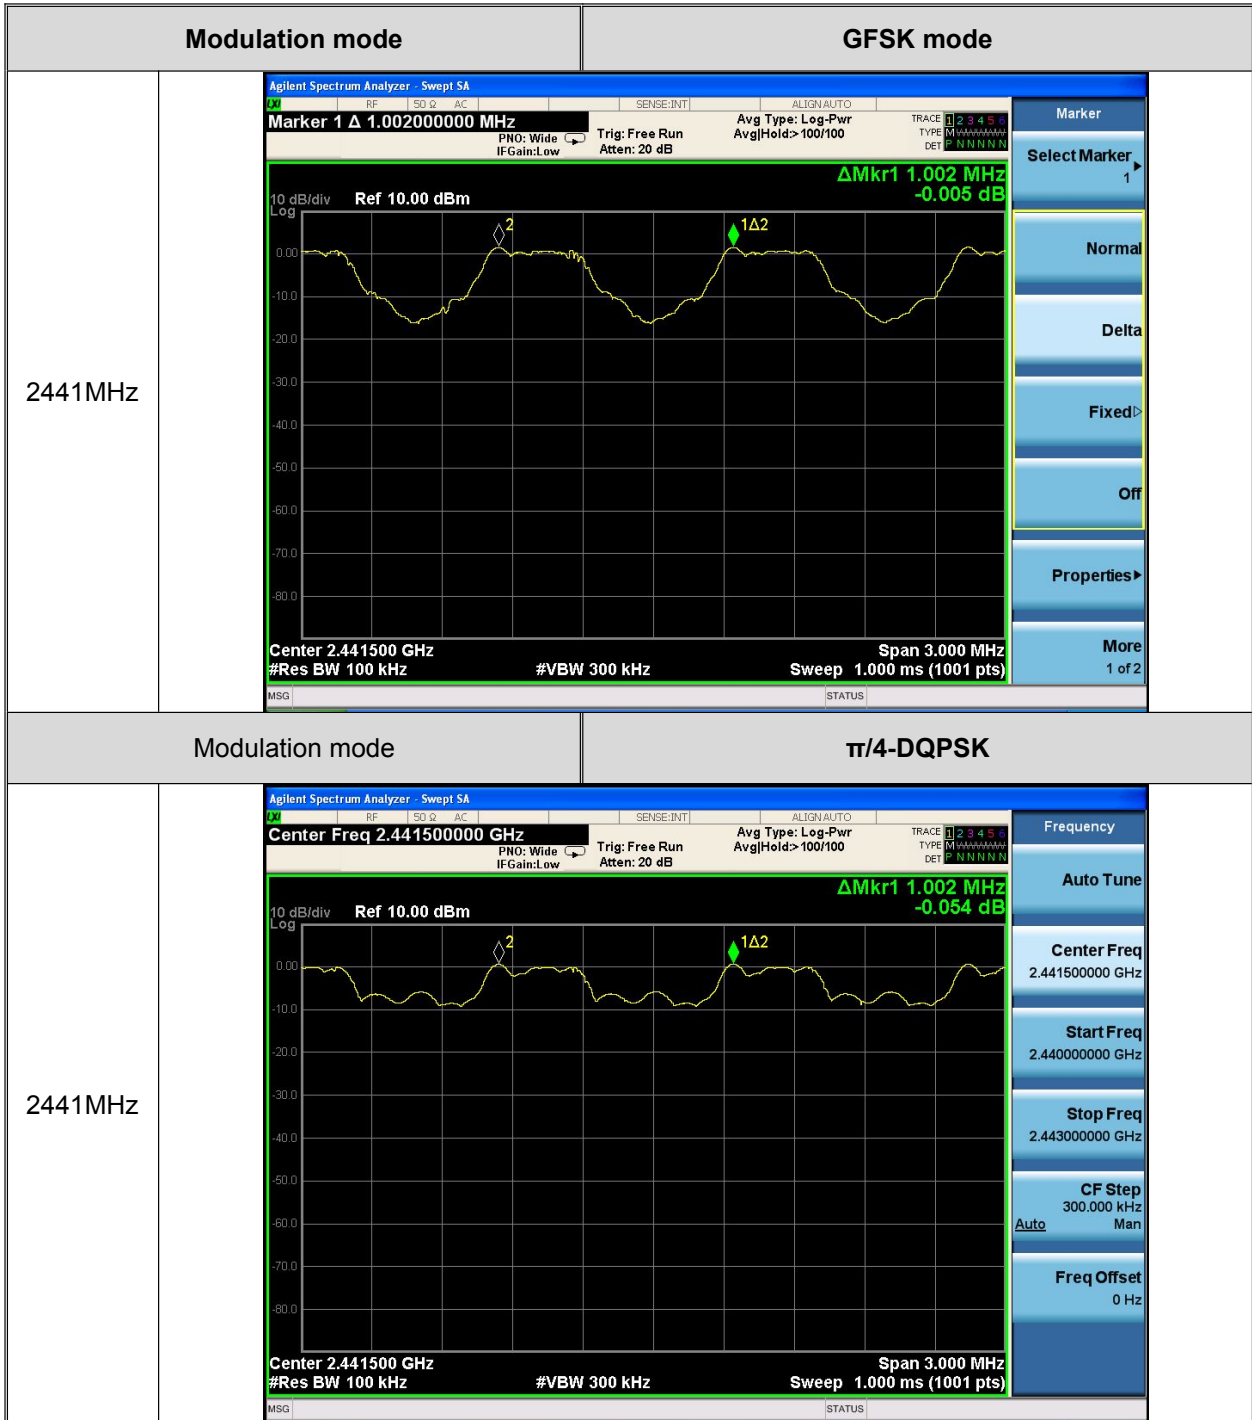 Modulation mode GFSK mode
2441MHz
Agilent Spectrum Analyzer - Swept SA
LXI RF 50 Ω AC SENSE:INT ALIGN AUTO
Marker 1 Δ 1.002000000 MHz
PNO: Wide
IFGain:Low
Trig: Free Run
Atten: 20 dB
Avg Type: Log-Pwr
Avg|Hold:>100/100
TRACE 1 2 3 4 5 6
TYPE M
DET P N N N N N
ΔMkr1 1.002 MHz
-0.005 dB
10 dB/div Ref 10.00 dBm
Log
2
1Δ2
0.00
-10.0
-20.0
-30.0
-40.0
-50.0
-60.0
-70.0
-80.0
Center 2.441500 GHz Span 3.000 MHz
#Res BW 100 kHz #VBW 300 kHz Sweep 1.000 ms (1001 pts)
MSG STATUS
Marker
Select Marker
1
Normal
Delta
Fixed
Off
Properties
More
1 of 2
Modulation mode π/4-DQPSK
2441MHz
Agilent Spectrum Analyzer - Swept SA
LXI RF 50 Ω AC SENSE:INT ALIGN AUTO
Center Freq 2.441500000 GHz
PNO: Wide
IFGain:Low
Trig: Free Run
Atten: 20 dB
Avg Type: Log-Pwr
Avg|Hold:>100/100
TRACE 1 2 3 4 5 6
TYPE M
DET P N N N N N
ΔMkr1 1.002 MHz
-0.054 dB
10 dB/div Ref 10.00 dBm
Log
2
1Δ2
0.00
-10.0
-20.0
-30.0
-40.0
-50.0
-60.0
-70.0
-80.0
Center 2.441500 GHz Span 3.000 MHz
#Res BW 100 kHz #VBW 300 kHz Sweep 1.000 ms (1001 pts)
MSG STATUS
Frequency
Auto Tune
Center Freq
2.441500000 GHz
Start Freq
2.440000000 GHz
Stop Freq
2.443000000 GHz
CF Step
300.000 kHz
Auto Man
Freq Offset
0 Hz